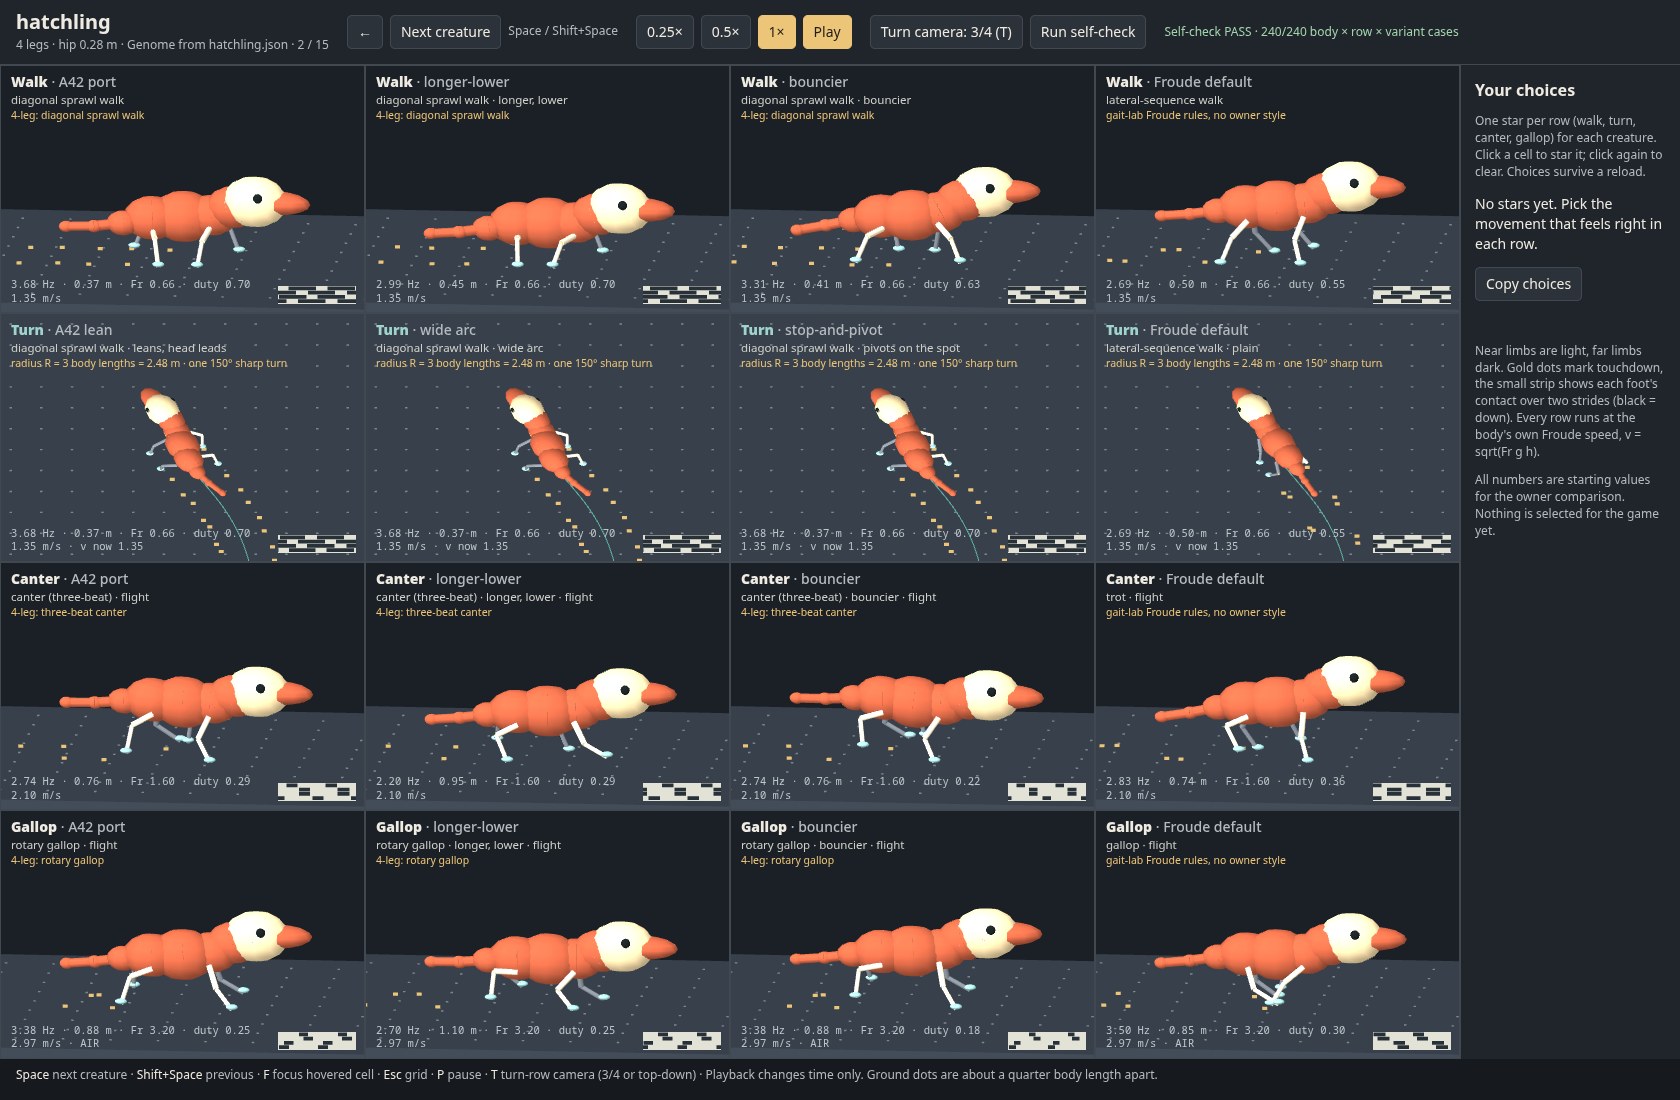 hatchling
4 legs · hip 0.28 m · Genome from hatchling.json · 2 / 15
←
Next creature
Space / Shift+Space
0.25×
0.5×
1×
Play
Turn camera: 3/4 (T)
Run self-check
Self-check PASS · 240/240 body × row × variant cases
Walk · A42 port
diagonal sprawl walk
4-leg: diagonal sprawl walk
3.68 Hz · 0.37 m · Fr 0.66 · duty 0.70
1.35 m/s
Walk · longer-lower
diagonal sprawl walk · longer, lower
4-leg: diagonal sprawl walk
2.99 Hz · 0.45 m · Fr 0.66 · duty 0.70
1.35 m/s
Walk · bouncier
diagonal sprawl walk · bouncier
4-leg: diagonal sprawl walk
3.31 Hz · 0.41 m · Fr 0.66 · duty 0.63
1.35 m/s
Walk · Froude default
lateral-sequence walk
gait-lab Froude rules, no owner style
2.69 Hz · 0.50 m · Fr 0.66 · duty 0.55
1.35 m/s
Turn · A42 lean
diagonal sprawl walk · leans, head leads
radius R = 3 body lengths = 2.48 m · one 150° sharp turn
3.68 Hz · 0.37 m · Fr 0.66 · duty 0.70
1.35 m/s · v now 1.35
Turn · wide arc
diagonal sprawl walk · wide arc
radius R = 3 body lengths = 2.48 m · one 150° sharp turn
3.68 Hz · 0.37 m · Fr 0.66 · duty 0.70
1.35 m/s · v now 1.35
Turn · stop-and-pivot
diagonal sprawl walk · pivots on the spot
radius R = 3 body lengths = 2.48 m · one 150° sharp turn
3.68 Hz · 0.37 m · Fr 0.66 · duty 0.70
1.35 m/s · v now 1.35
Turn · Froude default
lateral-sequence walk · plain
radius R = 3 body lengths = 2.48 m · one 150° sharp turn
2.69 Hz · 0.50 m · Fr 0.66 · duty 0.55
1.35 m/s · v now 1.35
Canter · A42 port
canter (three-beat) · flight
4-leg: three-beat canter
2.74 Hz · 0.76 m · Fr 1.60 · duty 0.29
2.10 m/s
Canter · longer-lower
canter (three-beat) · longer, lower · flight
4-leg: three-beat canter
2.20 Hz · 0.95 m · Fr 1.60 · duty 0.29
2.10 m/s
Canter · bouncier
canter (three-beat) · bouncier · flight
4-leg: three-beat canter
2.74 Hz · 0.76 m · Fr 1.60 · duty 0.22
2.10 m/s
Canter · Froude default
trot · flight
gait-lab Froude rules, no owner style
2.83 Hz · 0.74 m · Fr 1.60 · duty 0.36
2.10 m/s
Gallop · A42 port
rotary gallop · flight
4-leg: rotary gallop
3.38 Hz · 0.88 m · Fr 3.20 · duty 0.25
2.97 m/s · AIR
Gallop · longer-lower
rotary gallop · longer, lower · flight
4-leg: rotary gallop
2.70 Hz · 1.10 m · Fr 3.20 · duty 0.25
2.97 m/s
Gallop · bouncier
rotary gallop · bouncier · flight
4-leg: rotary gallop
3.38 Hz · 0.88 m · Fr 3.20 · duty 0.18
2.97 m/s · AIR
Gallop · Froude default
gallop · flight
gait-lab Froude rules, no owner style
3.50 Hz · 0.85 m · Fr 3.20 · duty 0.30
2.97 m/s · AIR
Your choices
One star per row (walk, turn,
canter, gallop) for each creature.
Click a cell to star it; click again to
clear. Choices survive a reload.
No stars yet. Pick the
movement that feels right in
each row.
Copy choices
Near limbs are light, far limbs
dark. Gold dots mark touchdown,
the small strip shows each foot's
contact over two strides (black =
down). Every row runs at the
body's own Froude speed, v =
sqrt(Fr g h).
All numbers are starting values
for the owner comparison.
Nothing is selected for the game
yet.
Space next creature · Shift+Space previous · F focus hovered cell · Esc grid · P pause · T turn-row camera (3/4 or top-down) · Playback changes time only. Ground dots are about a quarter body length apart.